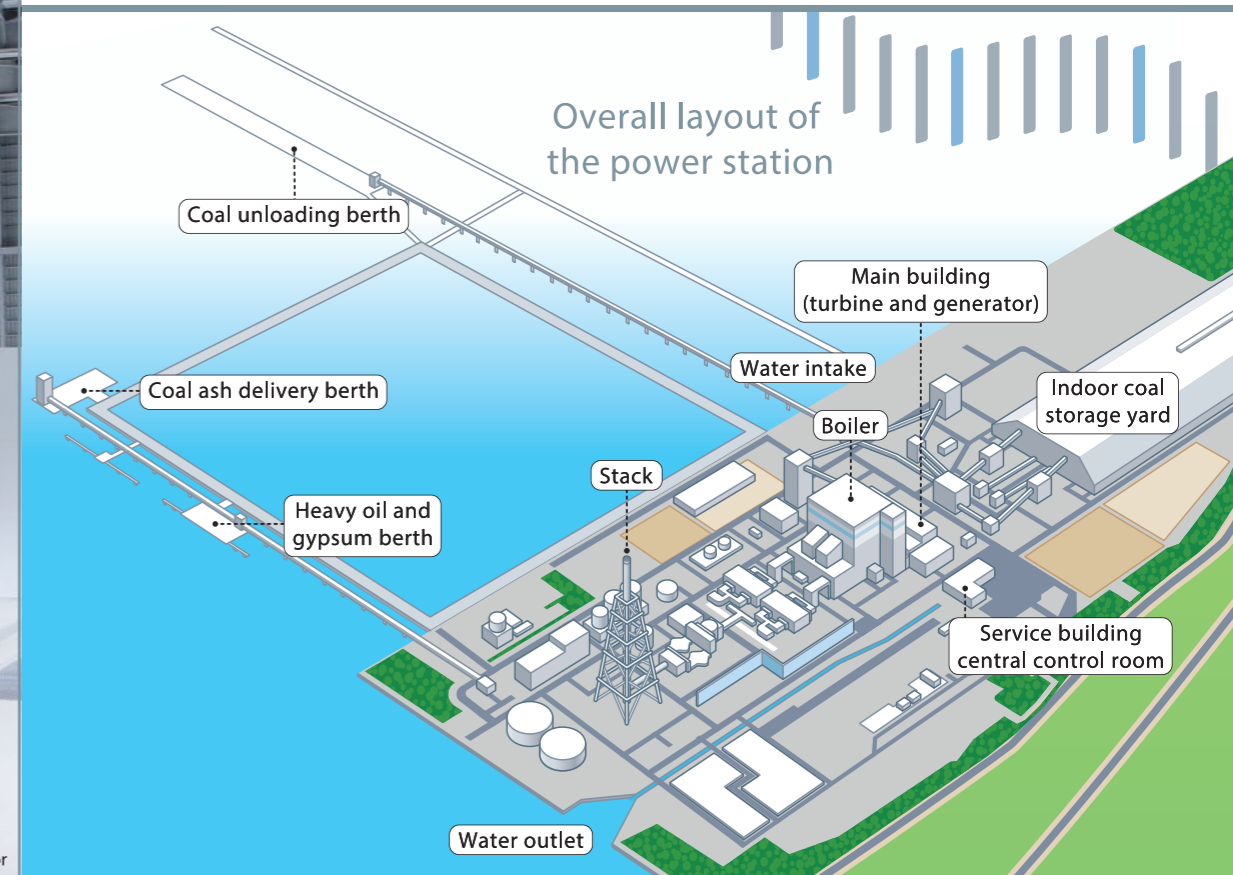 Overall layout of
the power station
Coal unloading berth
Main building
(turbine and generator)
Water intake
Indoor coal
storage yard
Coal ash delivery berth
Boiler
Stack
Heavy oil and
gypsum berth
Service building
central control room
Water outlet